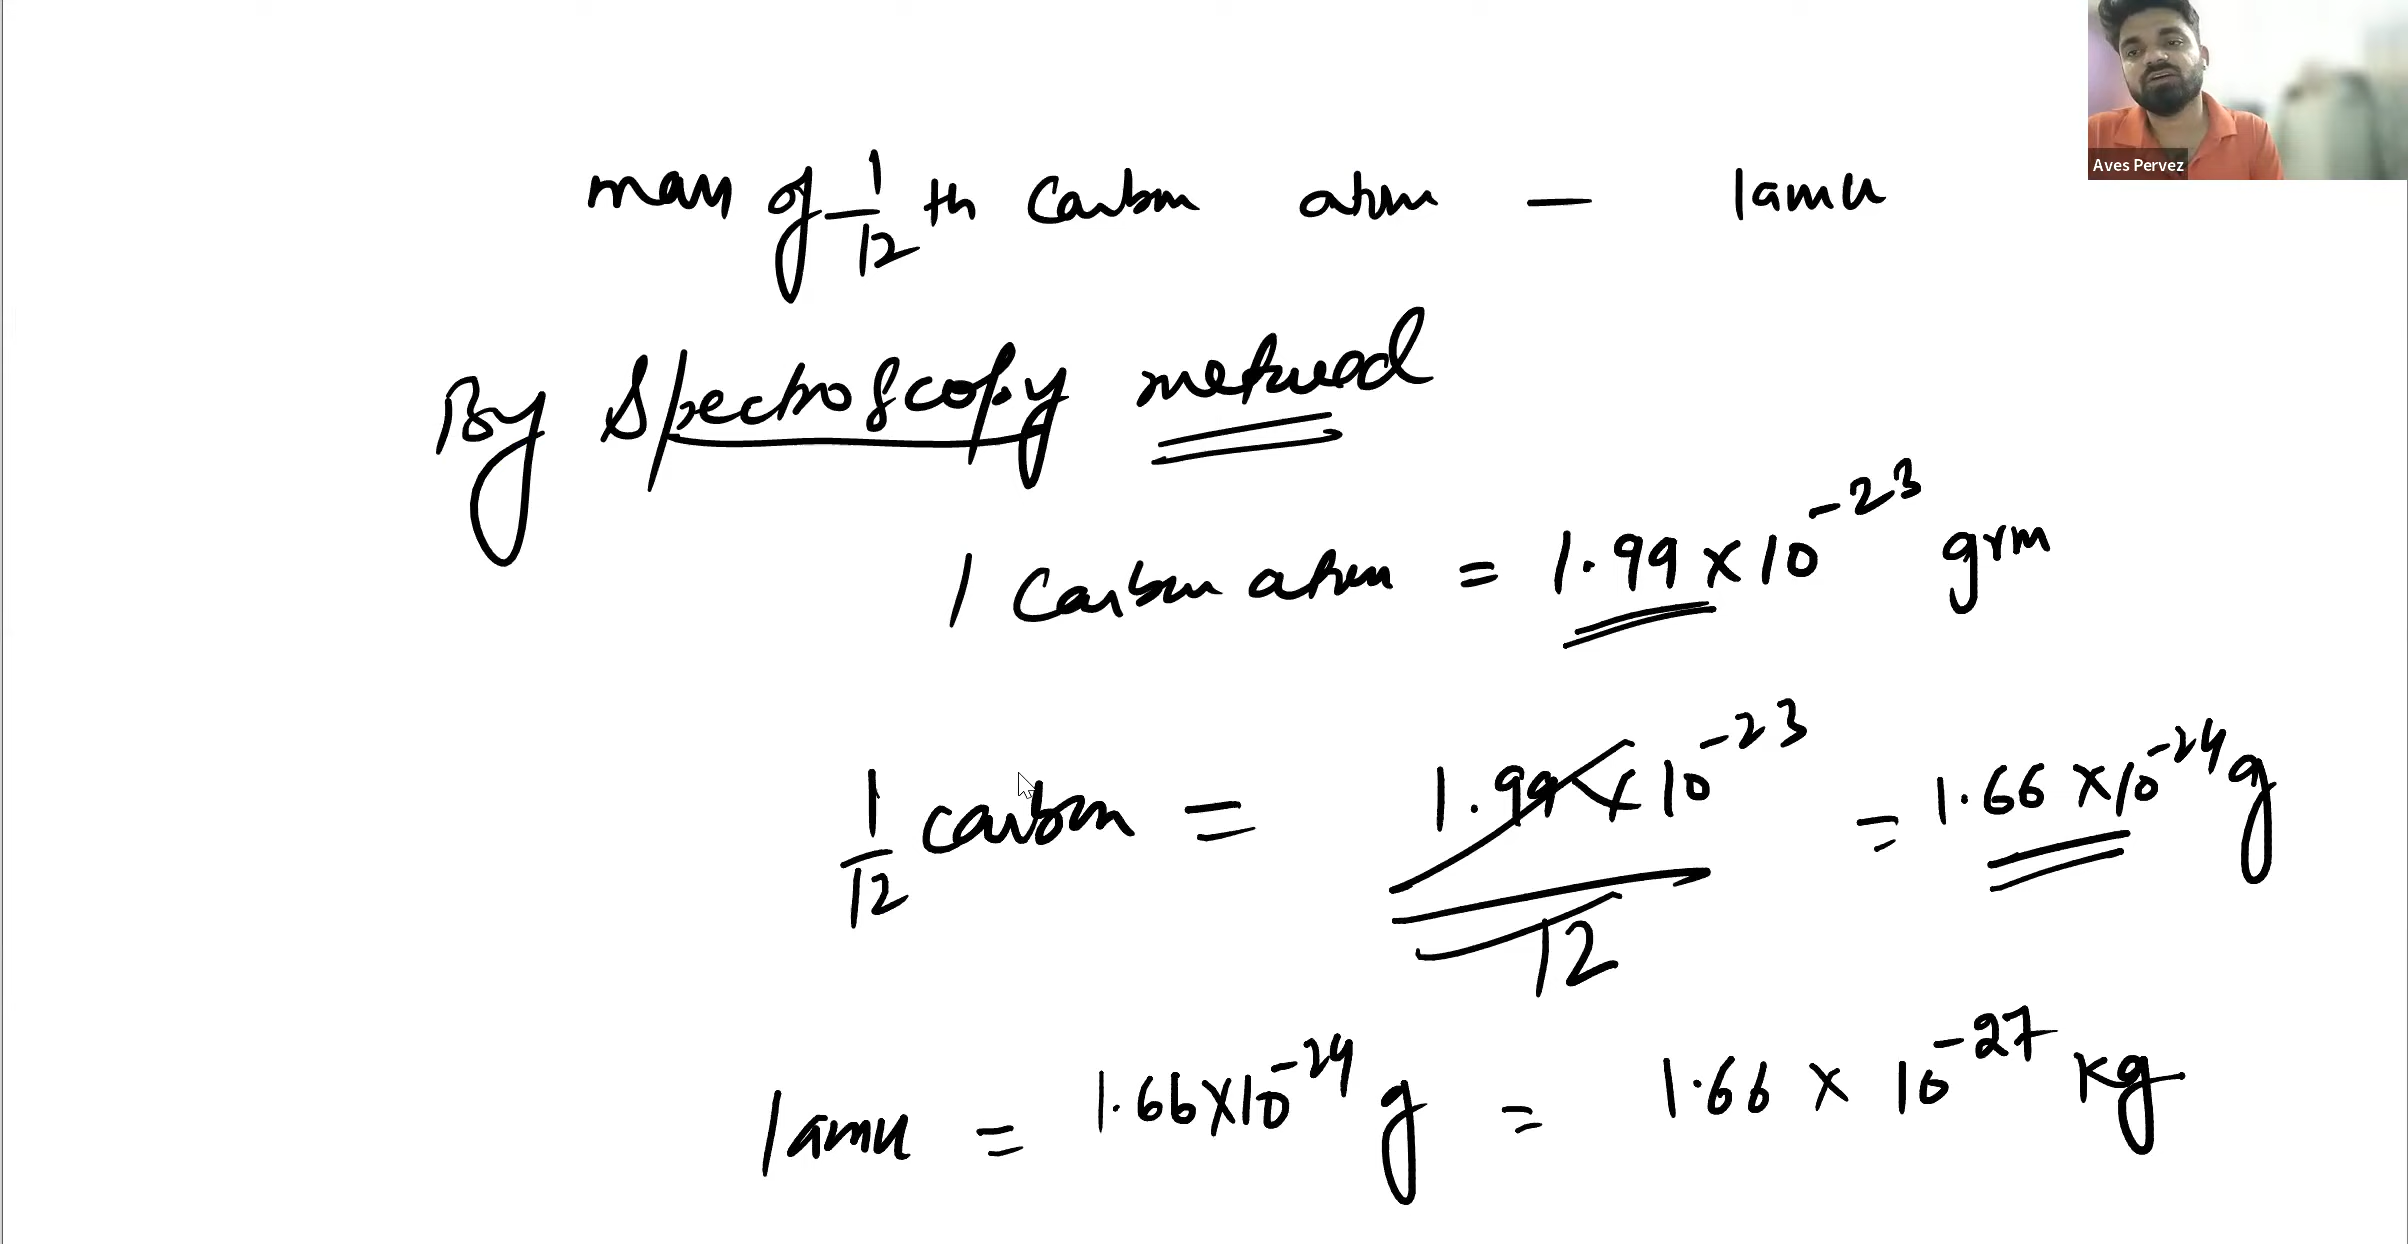 Aves Pervez
mass of 1/12 th Carbon atom — 1amu
By Spectroscopy method
1 Carbon atom = 1.99 × 10^-23 grm
1/12 carbon = 1.99 × 10^-23 / 12 = 1.66 × 10^-24 g
1amu = 1.66 × 10^-24 g = 1.66 × 10^-27 kg